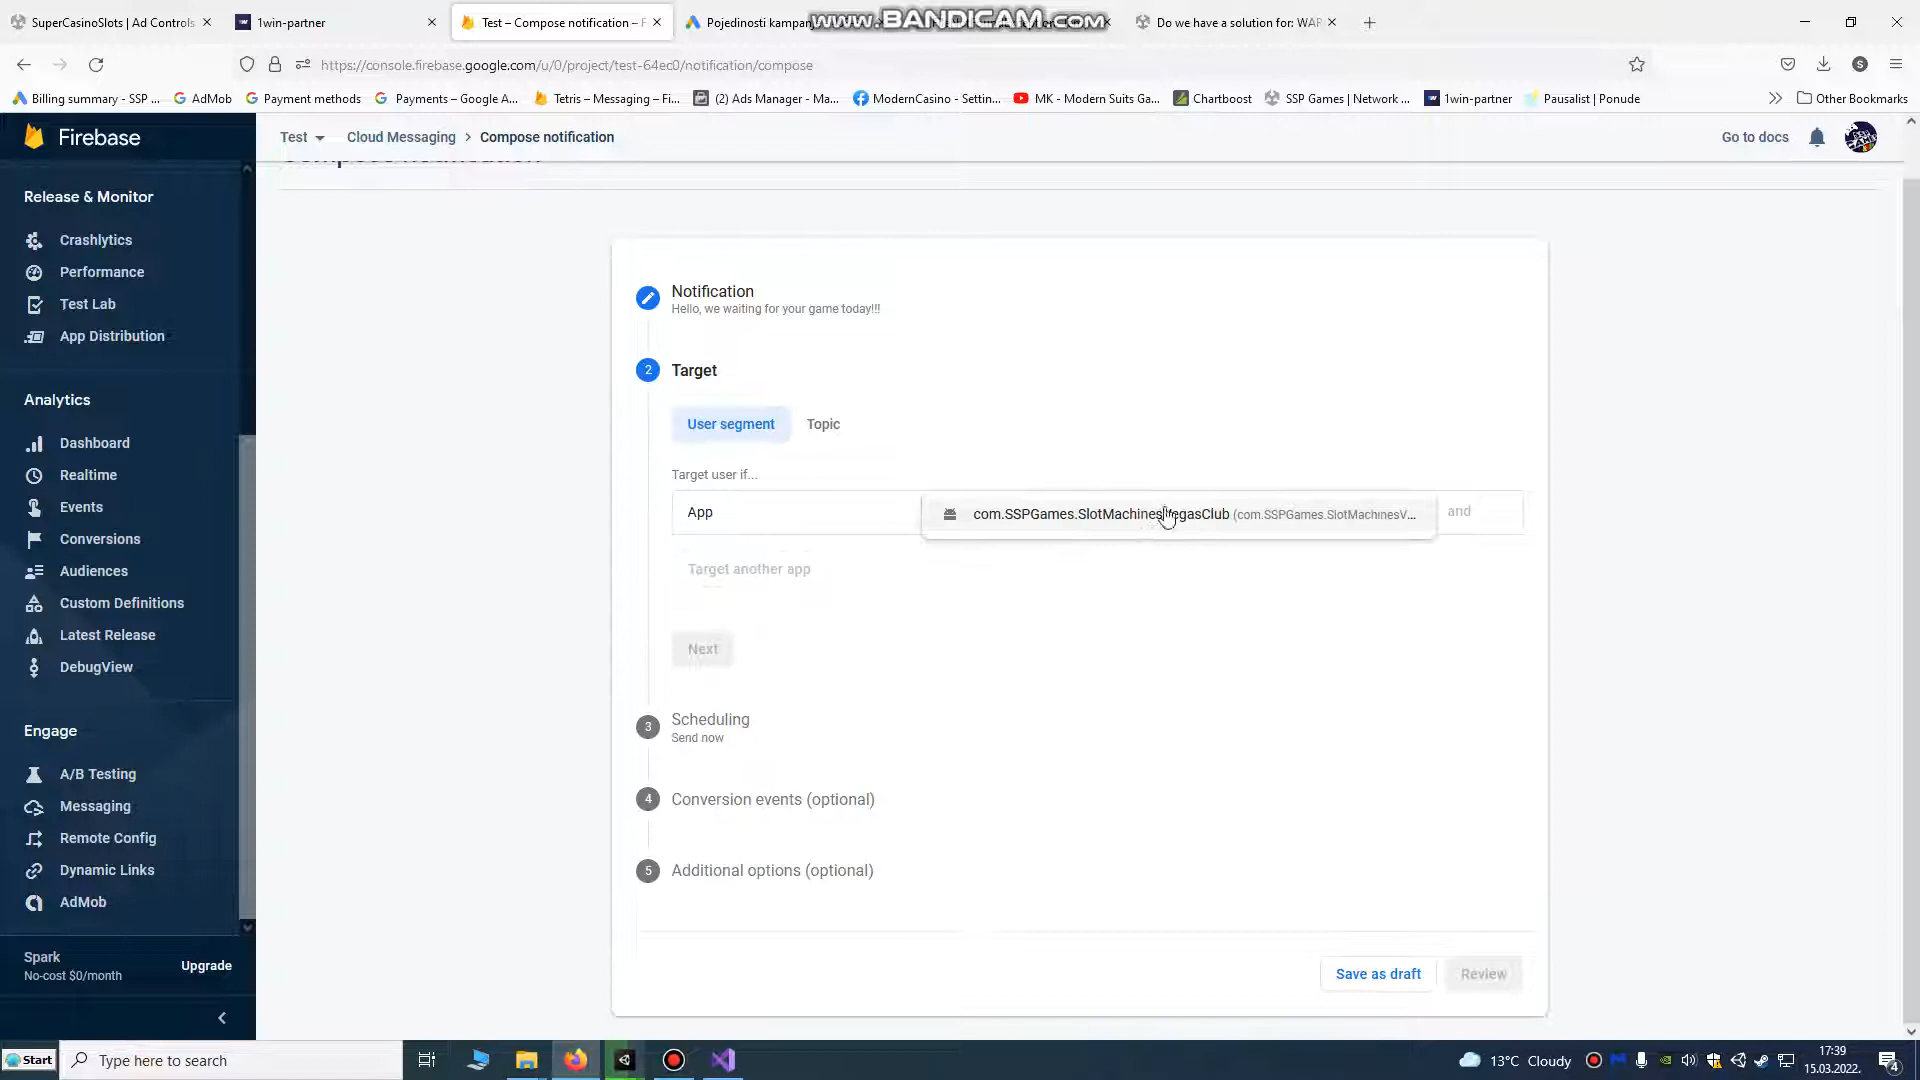 SuperCasinoSlots | Ad Controls
1win-partner
Test – Compose notification – F
Pojedinosti kampanj
www.BANDICAM.com
Do we have a solution for: WAR
https://console.firebase.google.com/u/0/project/test-64ec0/notification/compose
S
Billing summary - SSP ...
AdMob
Payment methods
Payments – Google A...
Tetris – Messaging – Fi...
(2) Ads Manager - Ma...
ModernCasino - Settin...
MK - Modern Suits Ga...
Chartboost
SSP Games | Network ...
1win-partner
Pausalist | Ponude
Other Bookmarks
Firebase
Test
Cloud Messaging
Compose notification
Go to docs
Compose notification
Release & Monitor
Crashlytics
Performance
Test Lab
App Distribution
Analytics
Dashboard
Realtime
Events
Conversions
Audiences
Custom Definitions
Latest Release
DebugView
Engage
A/B Testing
Messaging
Remote Config
Dynamic Links
AdMob
Spark
No-cost $0/month
Upgrade
Notification
Hello, we waiting for your game today!!!
2
Target
User segment
Topic
Target user if...
App
com.SSPGames.SlotMachinesVegasClub (com.SSPGames.SlotMachinesV...
and
Target another app
Next
3
Scheduling
Send now
4
Conversion events (optional)
5
Additional options (optional)
Save as draft
Review
Start
Type here to search
13°C Cloudy
17:39
15.03.2022.
4